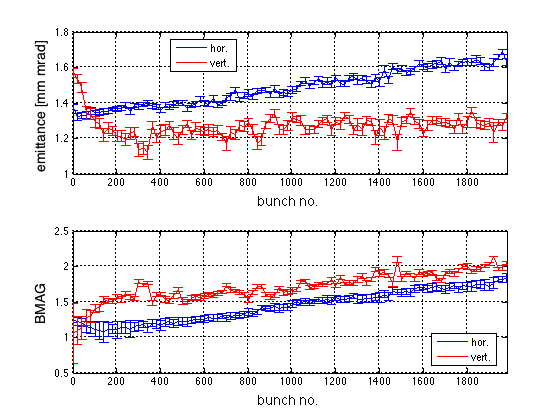 1.8
1.6
1.4
1.2
1
emittance [mm mrad]
hor.
vert.
0 200 400 600 800 1000 1200 1400 1600 1800
bunch no.
2.5
2
1.5
1
0.5
BMAG
hor.
vert.
0 200 400 600 800 1000 1200 1400 1600 1800
bunch no.